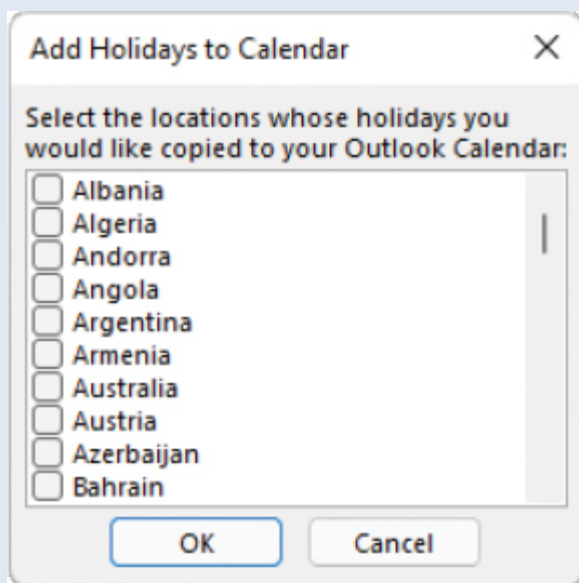 Add Holidays to Calendar
Select the locations whose holidays you
would like copied to your Outlook Calendar:
Albania
Algeria
Andorra
Angola
Argentina
Armenia
Australia
Austria
Azerbaijan
Bahrain
OK Cancel